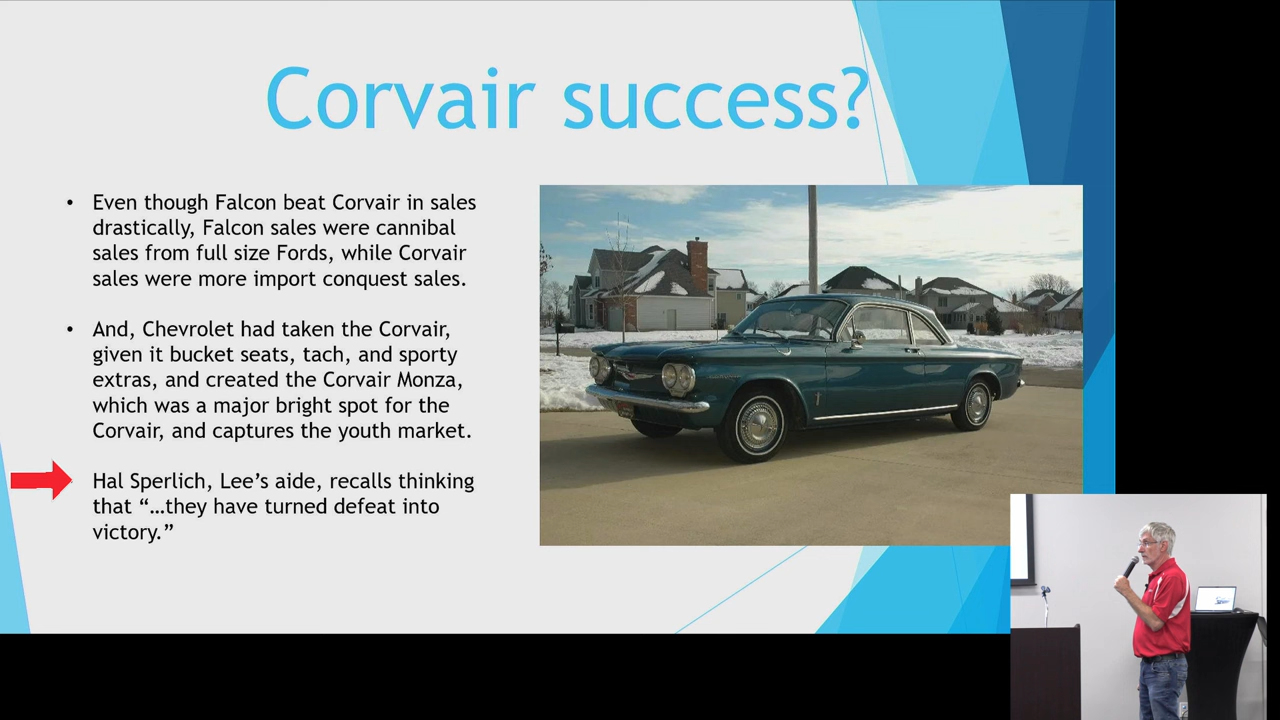 Corvair success?
• Even though Falcon beat Corvair in sales
drastically, Falcon sales were cannibal
sales from full size Fords, while Corvair
sales were more import conquest sales.
• And, Chevrolet had taken the Corvair,
given it bucket seats, tach, and sporty
extras, and created the Corvair Monza,
which was a major bright spot for the
Corvair, and captures the youth market.
Hal Sperlich, Lee’s aide, recalls thinking
that “…they have turned defeat into
victory.”